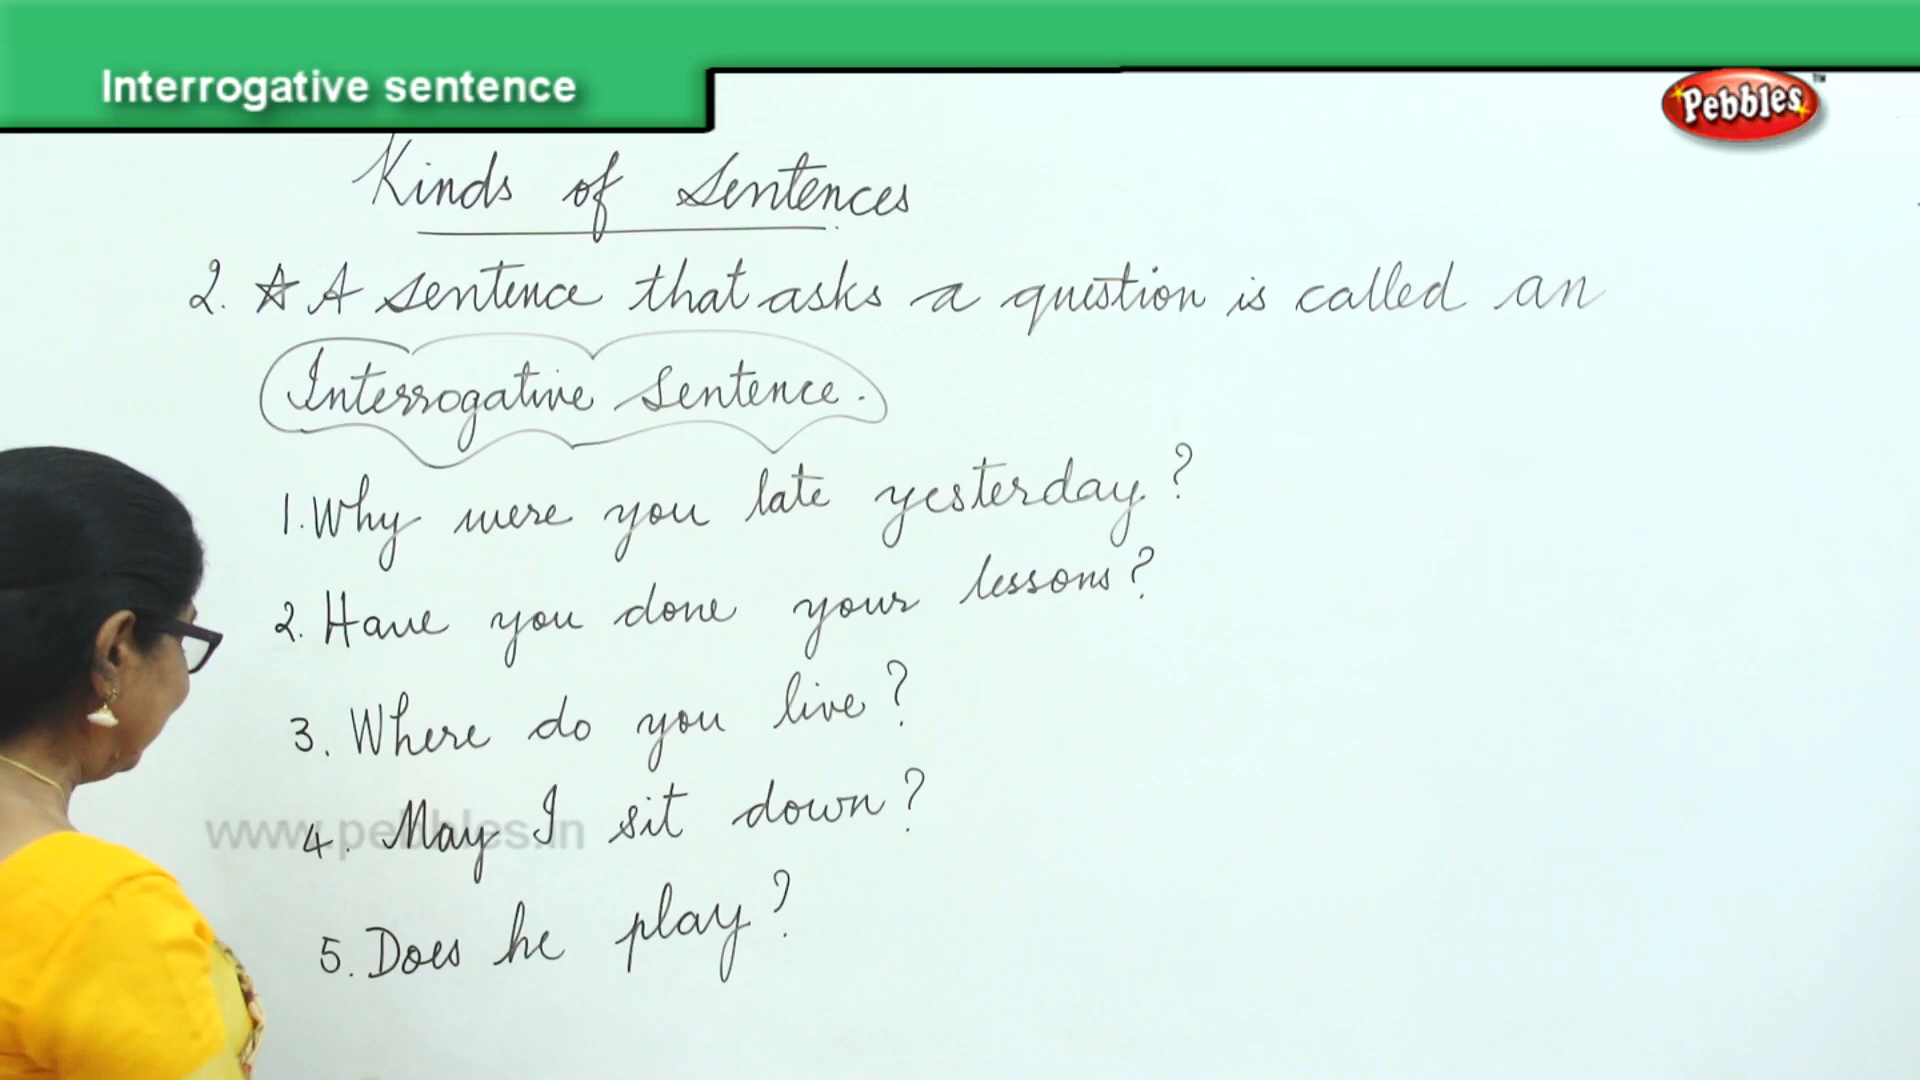 Interrogative sentence
Pebbles™
Kinds of Sentences
2. ☆ A sentence that asks a question is called an
Interrogative Sentence.
1. Why were you late yesterday?
2. Have you done your lessons?
3. Where do you live?
www.pebbles.in
4. May I sit down?
5. Does he play?